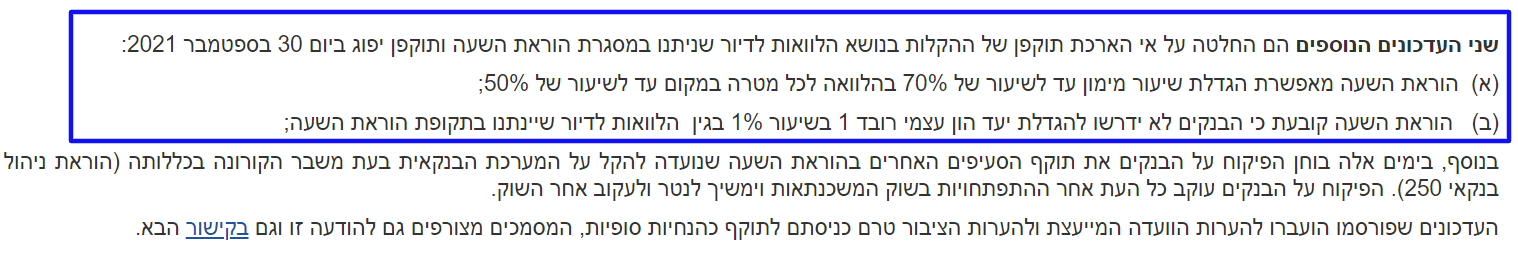 שני העדכונים הנוספים הם החלטה על אי הארכת תוקפן של ההקלות בנושא הלוואות לדיור שניתנו במסגרת הוראת השעה ותוקפן יפוג ביום 30 בספטמבר 2021:
(א) הוראת השעה מאפשרת הגדלת שיעור מימון עד לשיעור של 70% בהלוואה לכל מטרה במקום עד לשיעור של 50%;
(ב) הוראת השעה קובעת כי הבנקים לא ידרשו להגדלת יעד הון עצמי רובד 1 בשיעור 1% בגין הלוואות לדיור שיינתנו בתקופת הוראת השעה;
בנוסף, בימים אלה בוחן הפיקוח על הבנקים את תוקף הסעיפים האחרים בהוראת השעה שנועדה להקל על המערכת הבנקאית בעת משבר הקורונה בכללותה (הוראת ניהול
בנקאי 250). הפיקוח על הבנקים עוקב כל העת אחר ההתפתחויות בשוק המשכנתאות וימשיך לנטר ולעקוב אחר השוק.
העדכונים שפורסמו הועברו להערות הוועדה המייעצת ולהערות הציבור טרם כניסתם לתוקף כהנחיות סופיות, המסמכים מצורפים גם להודעה זו וגם בקישור הבא.